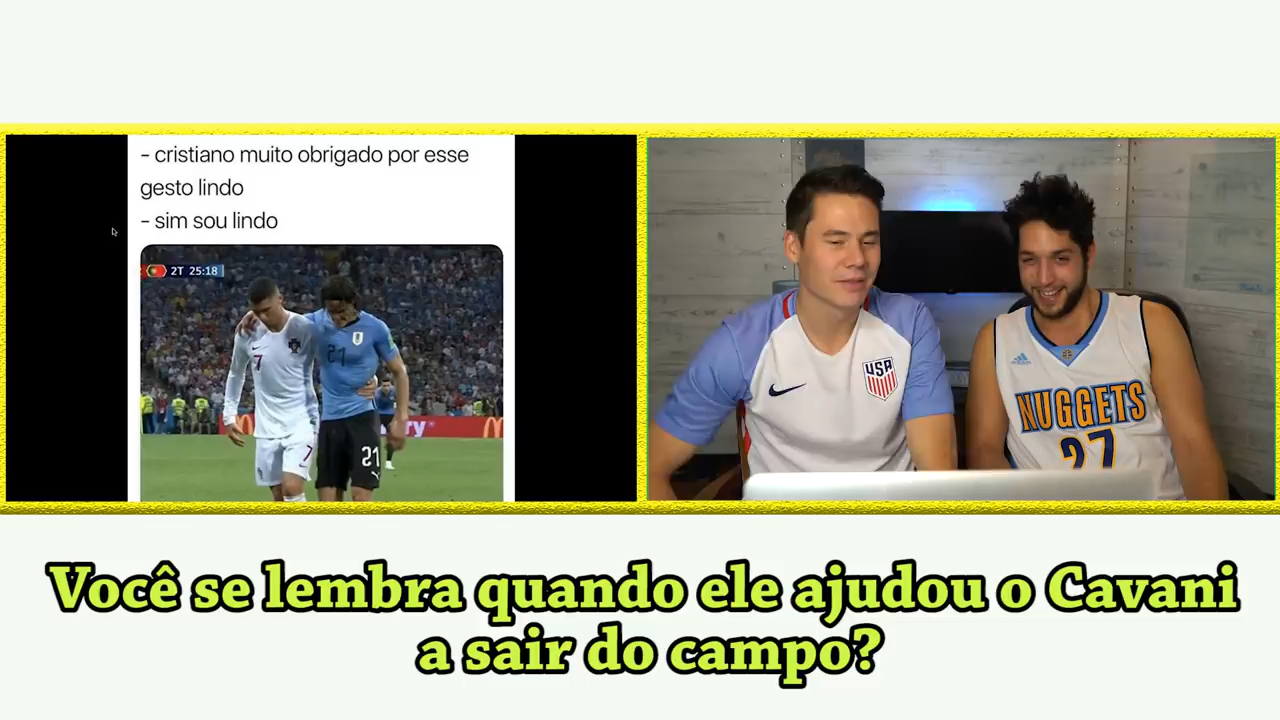 - cristiano muito obrigado por esse
gesto lindo
- sim sou lindo
2T 25:18
7
21
7
21
ry
USA
NUGGETS
27
Você se lembra quando ele ajudou o Cavani
a sair do campo?